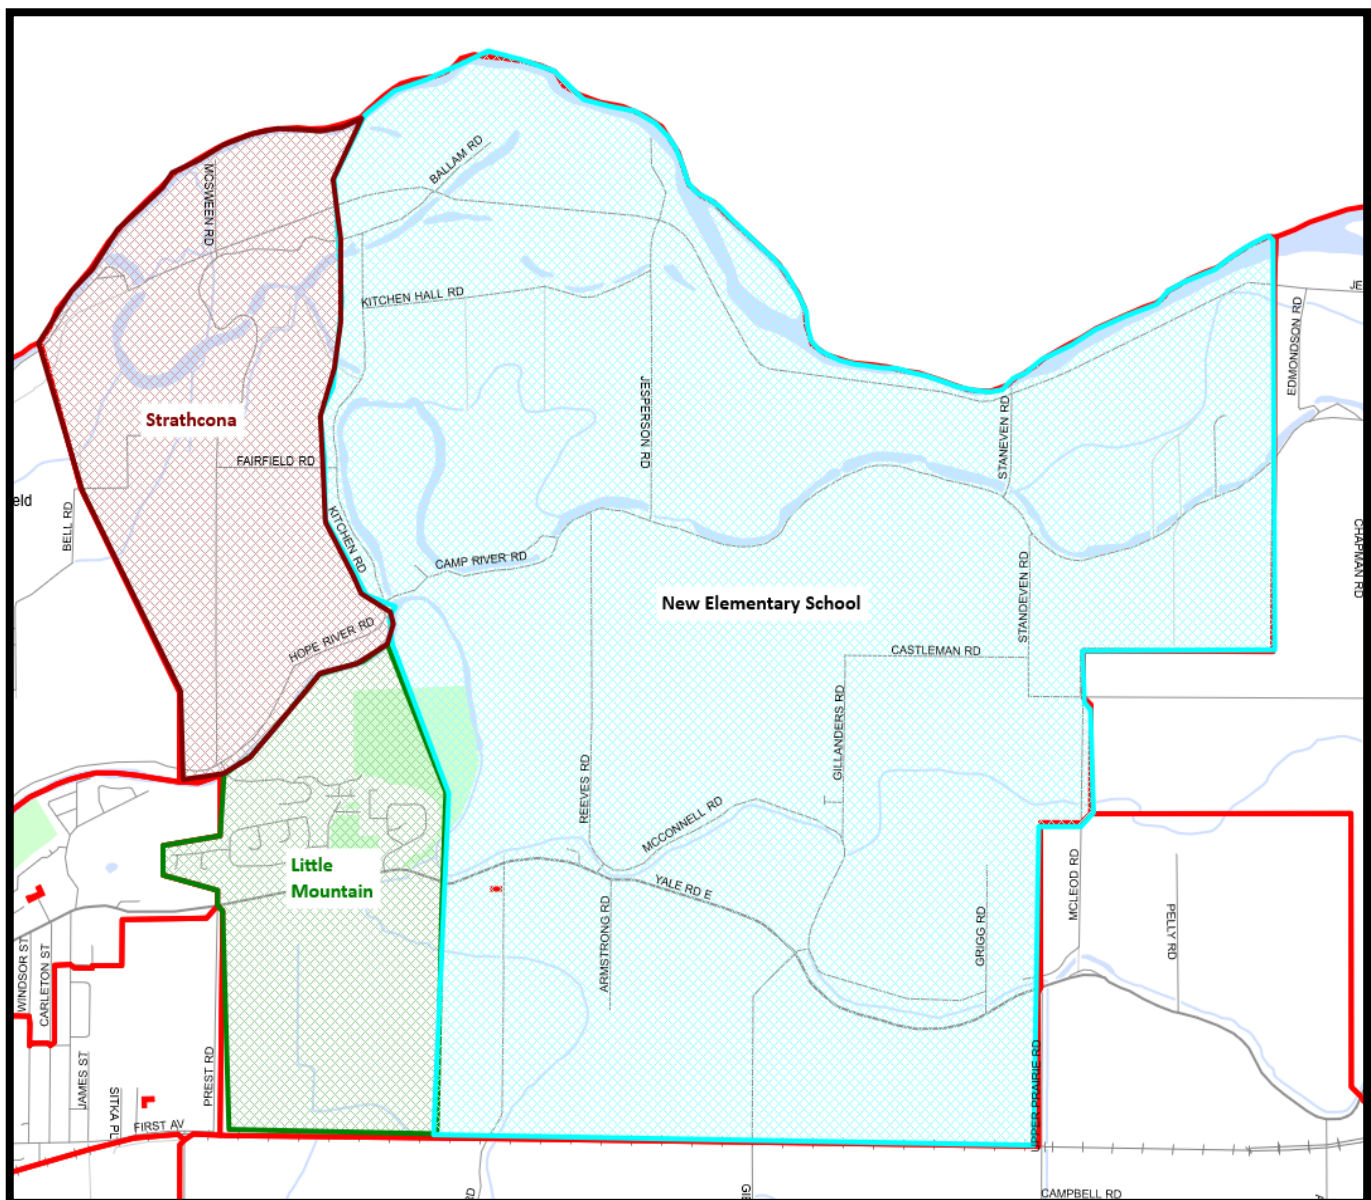 BALLAM RD
MCSWEEN RD
KITCHEN HALL RD
JE
EDMONDSON RD
JESPERSON RD
STANEVEN RD
Strathcona
FAIRFIELD RD
eld
BELL RD
KITCHEN RD
CAMP RIVER RD
CHAPMAN RD
New Elementary School
STANDEVEN RD
HOPE RIVER RD
CASTLEMAN RD
GILLANDERS RD
REEVES RD
MCCONNELL RD
Little
Mountain
YALE RD E
MCLEOD RD
PELLY RD
GRIGG RD
ARMSTRONG RD
WINDSOR ST
CARLETON ST
JAMES ST
SITKA PL
PREST RD
FIRST AV
UPPER PRAIRIE RD
CAMPBELL RD